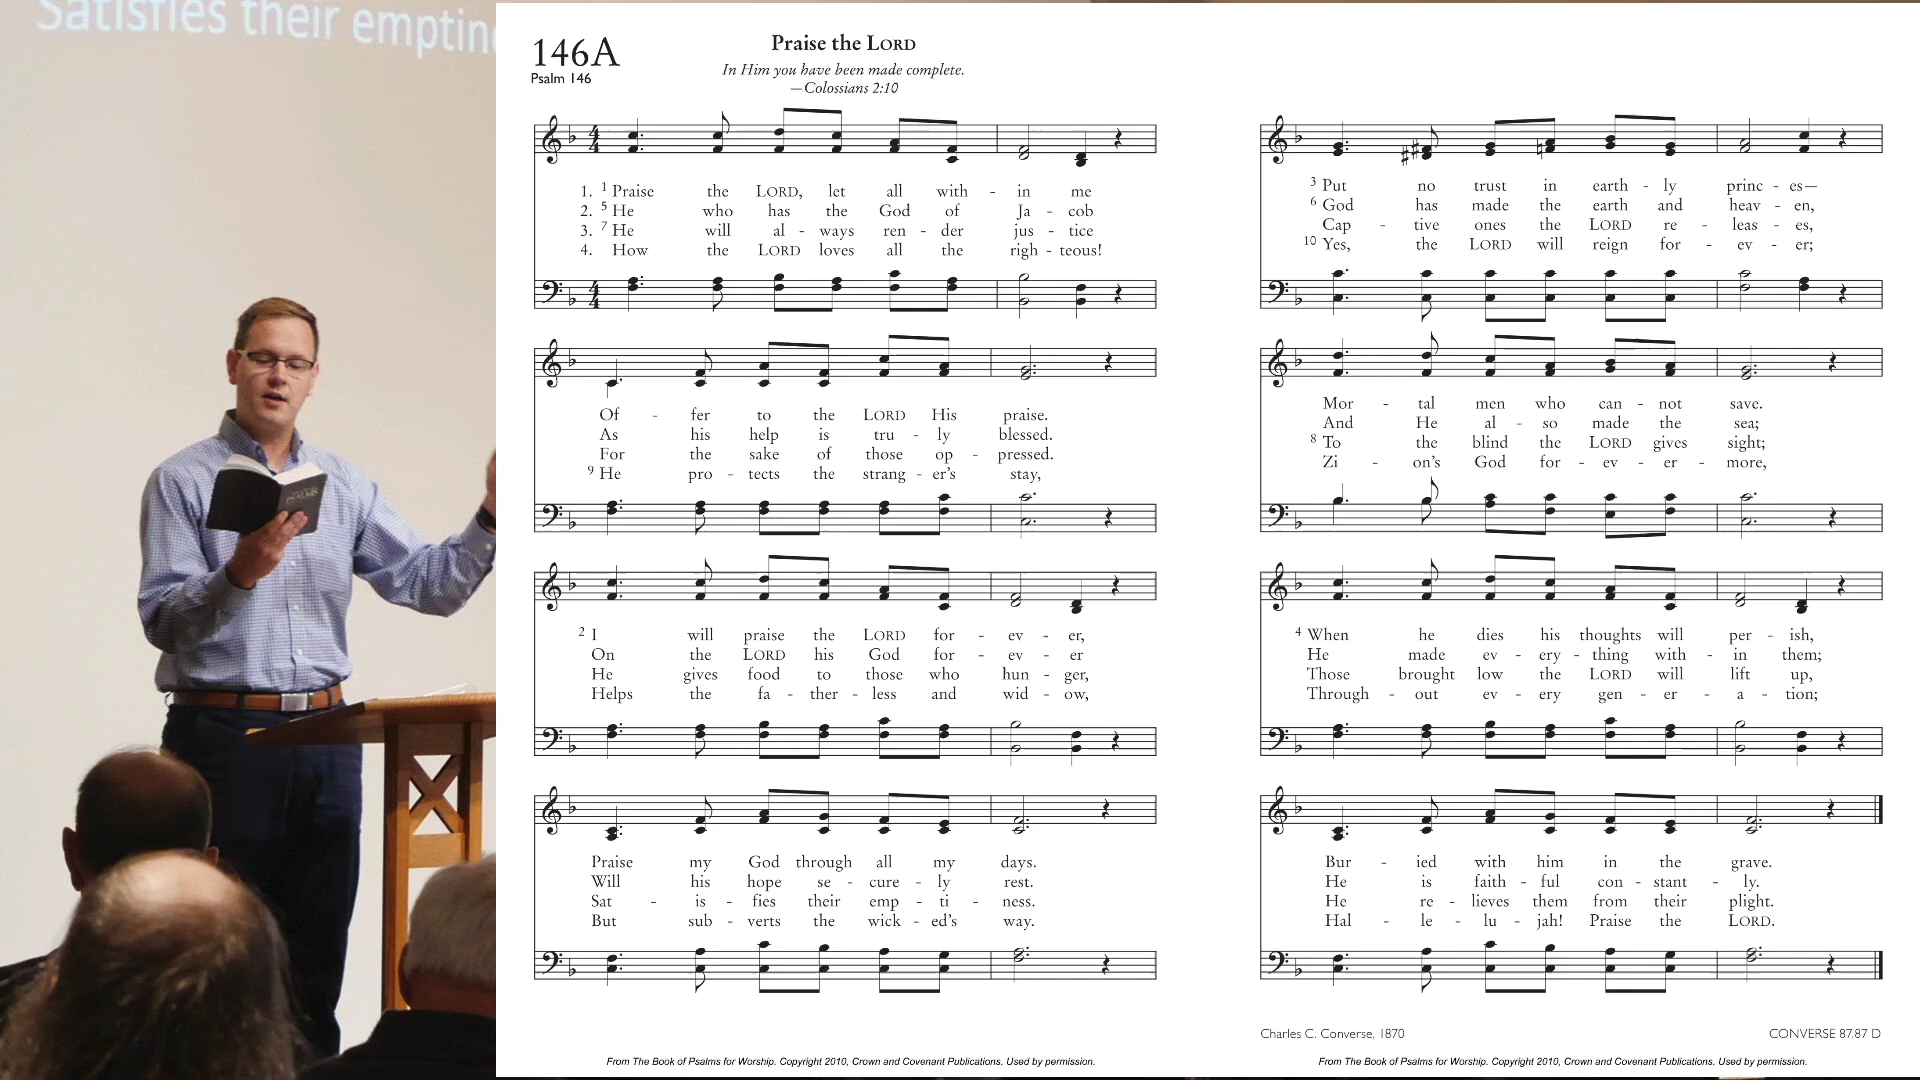 Satisfies their emptin
PSALMS
146A
Psalm 146
Praise the LORD
In Him you have been made complete.
—Colossians 2:10
1. 1 Praise the LORD, let all with - in me
2. 5 He who has the God of Ja - cob
3. 7 He will al - ways ren - der jus - tice
4. How the LORD loves all the righ - teous!
Of - fer to the LORD His praise.
As his help is tru - ly blessed.
For the sake of those op - pressed.
9 He pro - tects the strang - er's stay,
2 I will praise the LORD for - ev - er,
On the LORD his God for - ev - er
He gives food to those who hun - ger,
Helps the fa - ther - less and wid - ow,
Praise my God through all my days.
Will his hope se - cure - ly rest.
Sat - is - fies their emp - ti - ness.
But sub - verts the wick - ed's way.
From The Book of Psalms for Worship. Copyright 2010, Crown and Covenant Publications. Used by permission.
3 Put no trust in earth - ly princ - es—
6 God has made the earth and heav - en,
Cap - tive ones the LORD re - leas - es,
10 Yes, the LORD will reign for - ev - er;
Mor - tal men who can - not save.
And He al - so made the sea;
8 To the blind the LORD gives sight;
Zi - on's God for - ev - er - more,
4 When he dies his thoughts will per - ish,
He made ev - ery - thing with - in them;
Those brought low the LORD will lift up,
Through - out ev - ery gen - er - a - tion;
Bur - ied with him in the grave.
He is faith - ful con - stant - ly.
He re - lieves them from their plight.
Hal - le - lu - jah! Praise the LORD.
Charles C. Converse, 1870
CONVERSE 87.87 D
From The Book of Psalms for Worship. Copyright 2010, Crown and Covenant Publications. Used by permission.